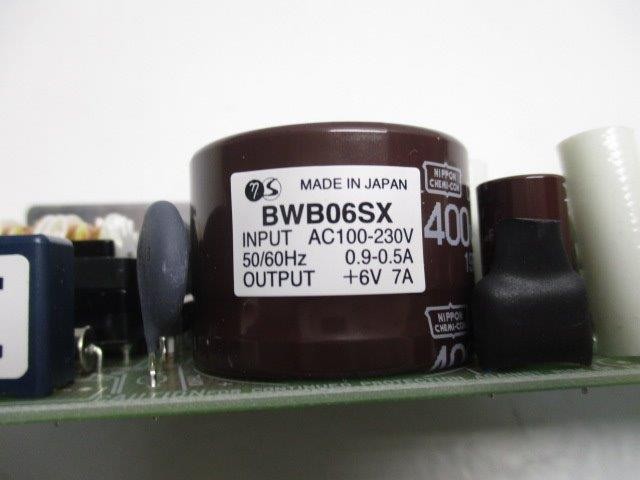 MADE IN JAPAN
BWB06SX
INPUT AC100-230V
50/60Hz 0.9-0.5A
OUTPUT +6V 7A
NIPPON
CHEMI-CON
400
NIPPON
CHEMI-CON